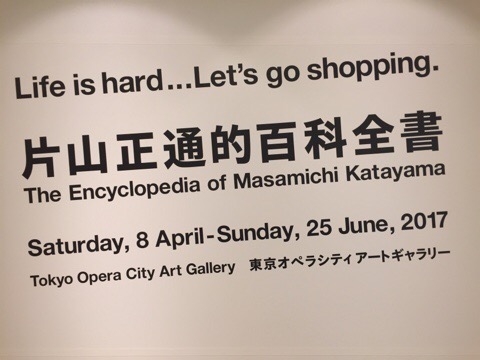 Life is hard...Let's go shopping.
片山正通的百科全書
The Encyclopedia of Masamichi Katayama
Saturday, 8 April-Sunday, 25 June, 2017
Tokyo Opera City Art Gallery 東京オペラシティアートギャラリー